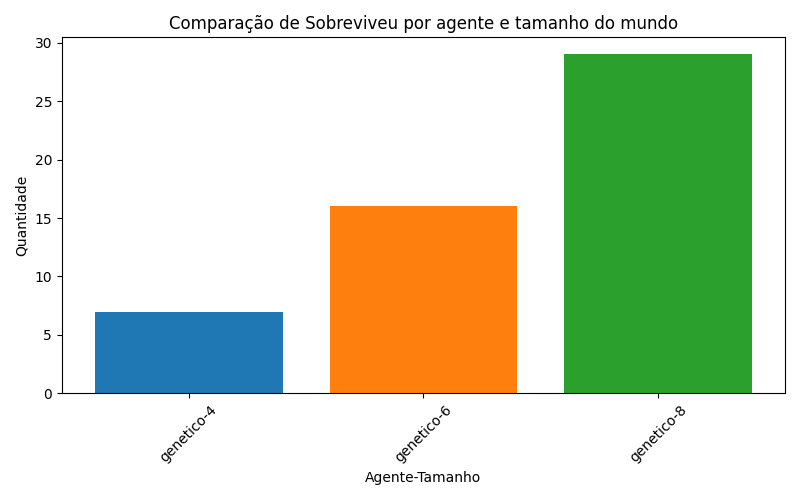 Comparação de Sobreviveu por agente e tamanho do mundo
30
25
20
15
10
5
0
Quantidade
genetico-4
genetico-6
genetico-8
Agente-Tamanho